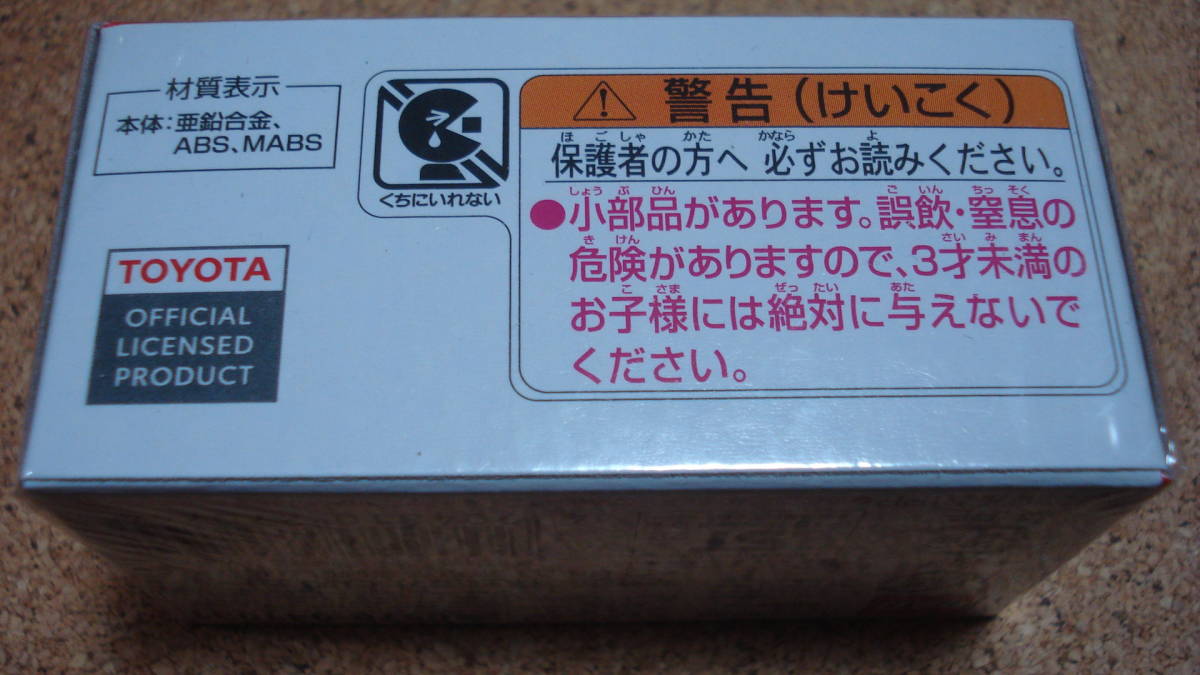 材質表示
本体:亜鉛合金、
ABS、MABS
くちにいれない
TOYOTA
OFFICIAL
LICENSED
PRODUCT
警告(けいこく)
ほごしゃ かた かなら よ
保護者の方へ 必ずお読みください。
しょうぶひん ごいん ちっそく
●小部品があります。誤飲・窒息の
きけん さいみまん
危険がありますので、3才未満の
こさま ぜったい あた
お子様には絶対に与えないで
ください。